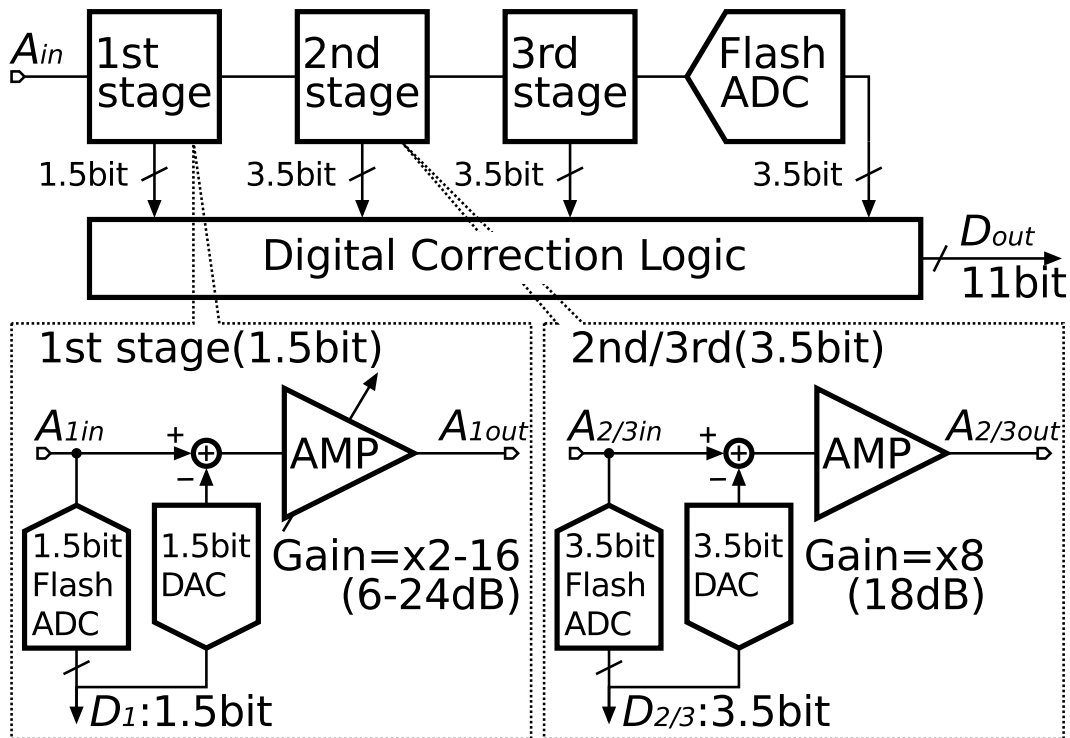 Ain
1st stage
2nd stage
3rd stage
Flash ADC
1.5bit
3.5bit
3.5bit
3.5bit
Digital Correction Logic
Dout
11bit
1st stage(1.5bit)
A1in
+
+
−
AMP
A1out
1.5bit
Flash
ADC
1.5bit
DAC
Gain=x2-16
(6-24dB)
D1:1.5bit
2nd/3rd(3.5bit)
A2/3in
+
+
−
AMP
A2/3out
3.5bit
Flash
ADC
3.5bit
DAC
Gain=x8
(18dB)
D2/3:3.5bit